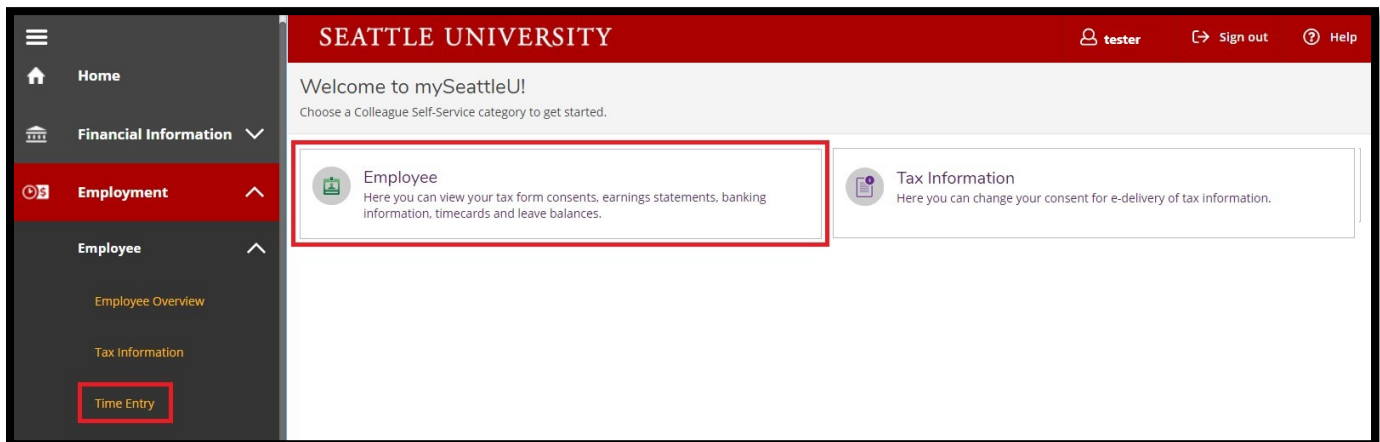 SEATTLE UNIVERSITY
tester
Sign out
Help
Home
Financial Information
Employment
Employee
Employee Overview
Tax Information
Time Entry
Welcome to mySeattleU!
Choose a Colleague Self-Service category to get started.
Employee
Here you can view your tax form consents, earnings statements, banking
information, timecards and leave balances.
Tax Information
Here you can change your consent for e-delivery of tax information.